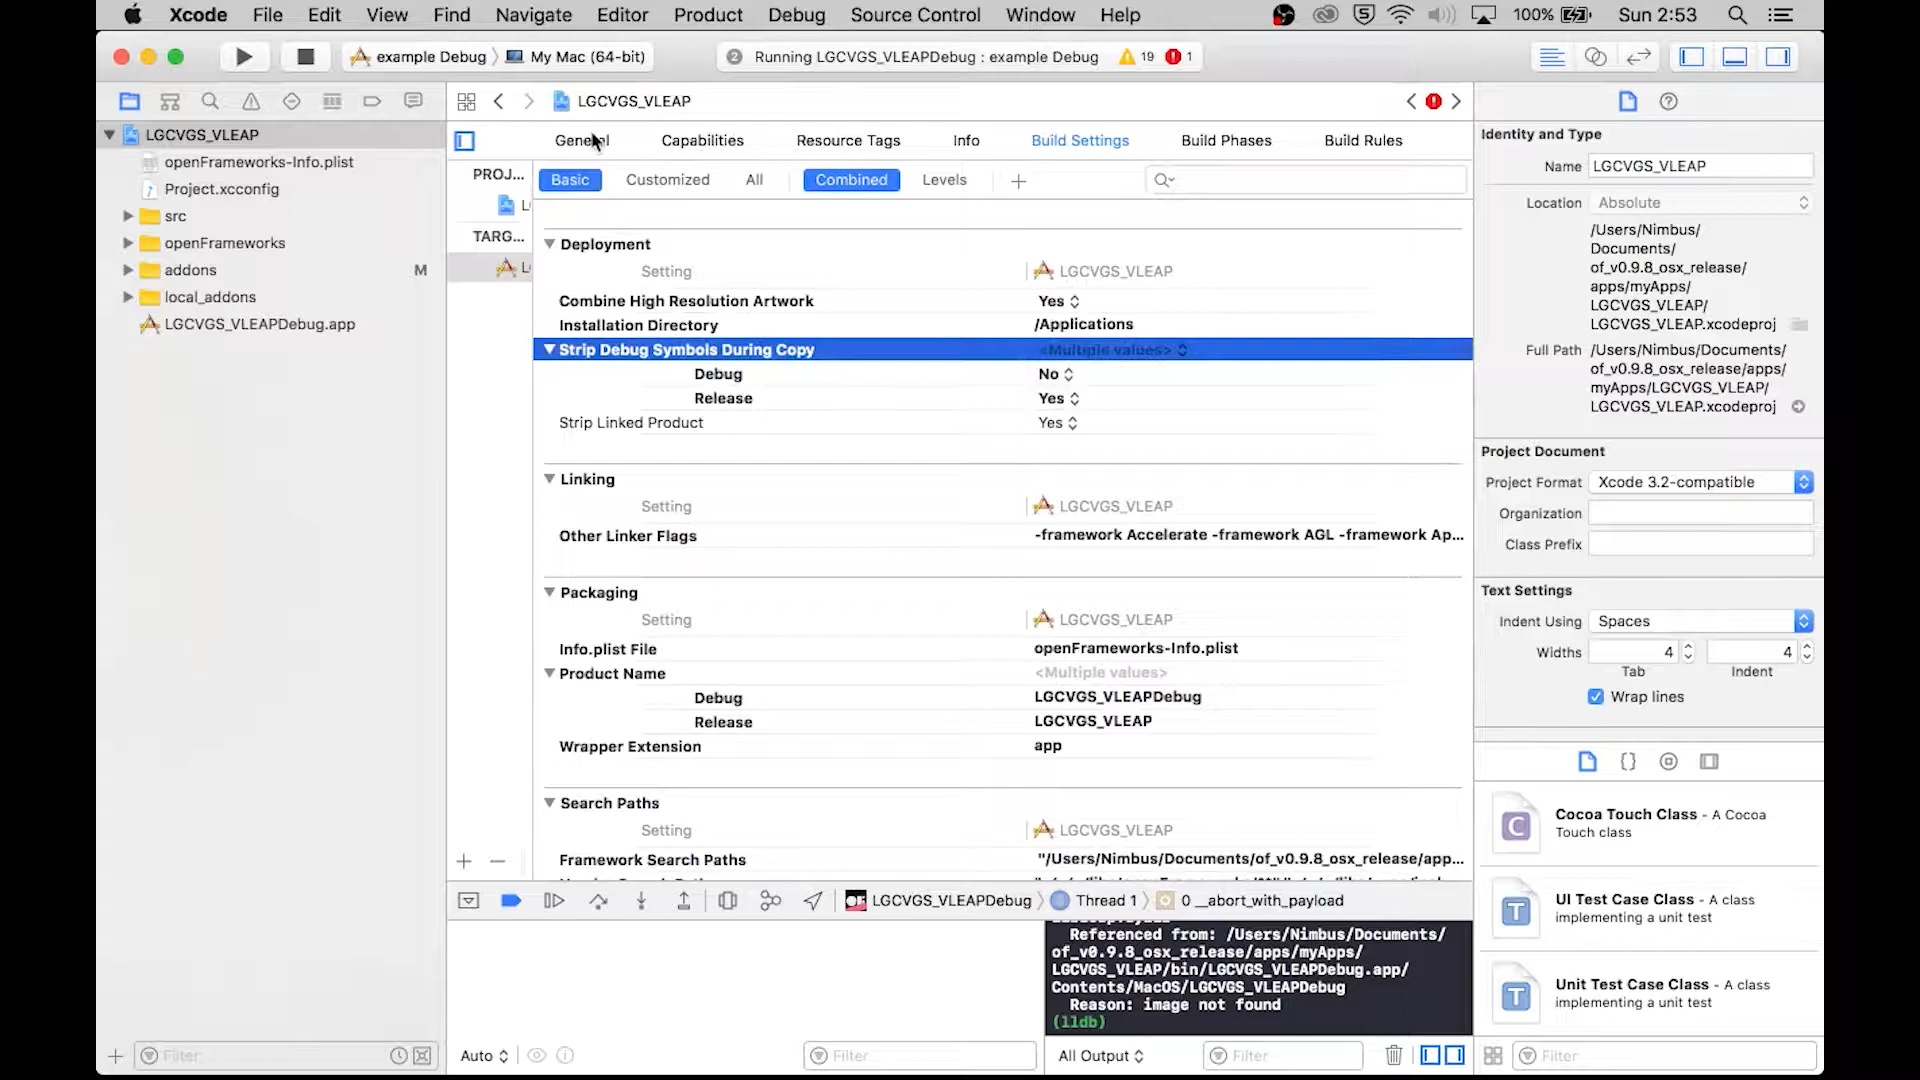 Xcode File Edit View Find Navigate Editor Product Debug Source Control Window Help 100% Sun 2:53
example Debug My Mac (64-bit) 2 Running LGCVGS_VLEAPDebug : example Debug 19 1
LGCVGS_VLEAP
General Capabilities Resource Tags Info Build Settings Build Phases Build Rules
Basic Customized All Combined Levels
LGCVGS_VLEAP
openFrameworks-Info.plist
Project.xcconfig
src
openFrameworks
addons M
local_addons
LGCVGS_VLEAPDebug.app
Filter
PROJ...
TARG...
Deployment
Setting LGCVGS_VLEAP
Combine High Resolution Artwork Yes
Installation Directory /Applications
Strip Debug Symbols During Copy <Multiple values>
Debug No
Release Yes
Strip Linked Product Yes
Linking
Setting LGCVGS_VLEAP
Other Linker Flags -framework Accelerate -framework AGL -framework Ap...
Packaging
Setting LGCVGS_VLEAP
Info.plist File openFrameworks-Info.plist
Product Name <Multiple values>
Debug LGCVGS_VLEAPDebug
Release LGCVGS_VLEAP
Wrapper Extension app
Search Paths
Setting LGCVGS_VLEAP
Framework Search Paths "/Users/Nimbus/Documents/of_v0.9.8_osx_release/app...
LGCVGS_VLEAPDebug Thread 1 0 __abort_with_payload
Referenced from: /Users/Nimbus/Documents/
of_v0.9.8_osx_release/apps/myApps/
LGCVGS_VLEAP/bin/LGCVGS_VLEAPDebug.app/
Contents/MacOS/LGCVGS_VLEAPDebug
Reason: image not found
(lldb)
Auto Filter All Output Filter
Identity and Type
Name LGCVGS_VLEAP
Location Absolute
/Users/Nimbus/
Documents/
of_v0.9.8_osx_release/
apps/myApps/
LGCVGS_VLEAP/
LGCVGS_VLEAP.xcodeproj
Full Path /Users/Nimbus/Documents/
of_v0.9.8_osx_release/apps/
myApps/LGCVGS_VLEAP/
LGCVGS_VLEAP.xcodeproj
Project Document
Project Format Xcode 3.2-compatible
Organization
Class Prefix
Text Settings
Indent Using Spaces
Widths 4 4
Tab Indent
Wrap lines
Cocoa Touch Class - A Cocoa
Touch class
UI Test Case Class - A class
implementing a unit test
Unit Test Case Class - A class
implementing a unit test
Filter